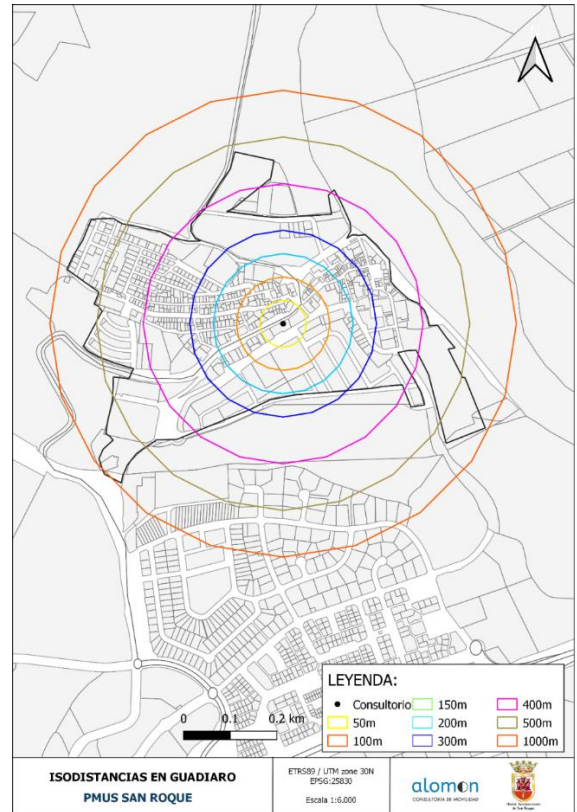 LEYENDA:
Consultorio
50m
100m
150m
200m
300m
400m
500m
1000m
0 0.1 0.2 km
ISODISTANCIAS EN GUADIARO
PMUS SAN ROQUE
ETRS89 / UTM zone 30N
EPSG:25830
Escala 1:6.000
alomon
CONSULTORÍA DE MOVILIDAD